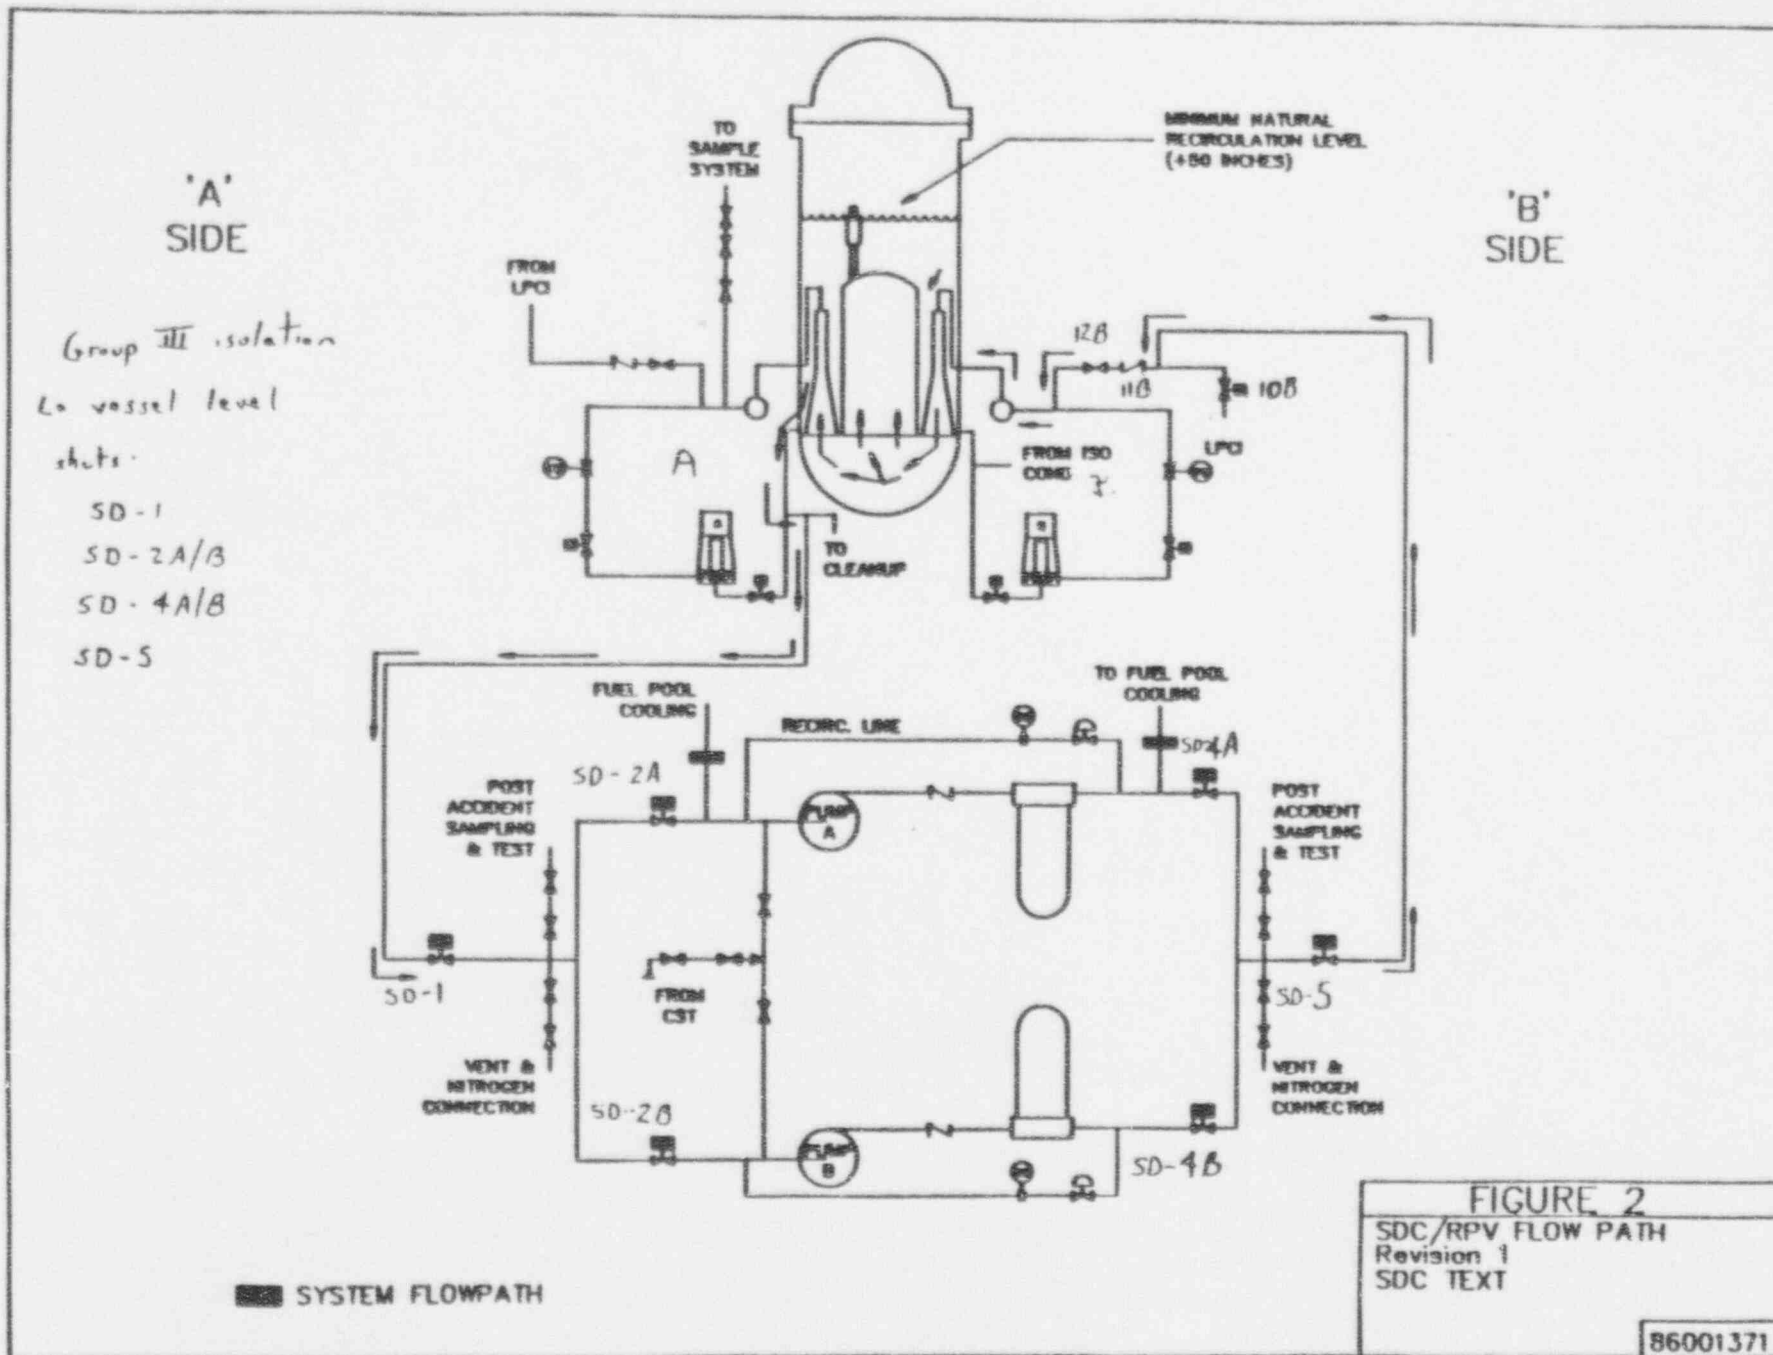 TO
SAMPLE
SYSTEM
MINIMUM NATURAL
RECIRCULATION LEVEL
(+50 INCHES)
'A'
SIDE
'B'
SIDE
FROM
LPCI
Group III isolation
Lo vessel level
shuts.
SD-1
SD-2A/B
SD-4A/B
SD-5
12B
11B
10B
LPCI
A
FROM ISO
COND
TO
CLEANUP
FUEL POOL
COOLING
RECIRC. LINE
TO FUEL POOL
COOLING
SD-2A
SD-4A
POST
ACCIDENT
SAMPLING
& TEST
PUMP
A
POST
ACCIDENT
SAMPLING
& TEST
SD-1
FROM
CST
SD-5
VENT &
NITROGEN
CONNECTION
VENT &
NITROGEN
CONNECTION
SD-2B
PUMP
B
SD-4B
SYSTEM FLOWPATH
FIGURE 2
SDC/RPV FLOW PATH
Revision 1
SDC TEXT
86001371